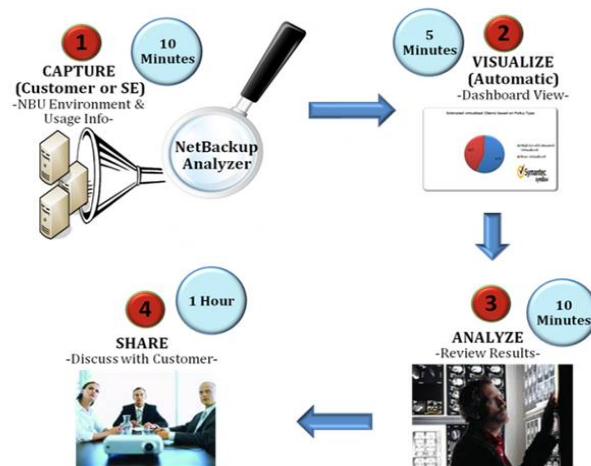 1
10
Minutes
CAPTURE
(Customer or SE)
-NBU Environment &
Usage Info-
NetBackup
Analyzer
5
Minutes
2
VISUALIZE
(Automatic)
-Dashboard View-
Symantec
3
10
Minutes
ANALYZE
-Review Results-
4
1 Hour
SHARE
-Discuss with Customer-